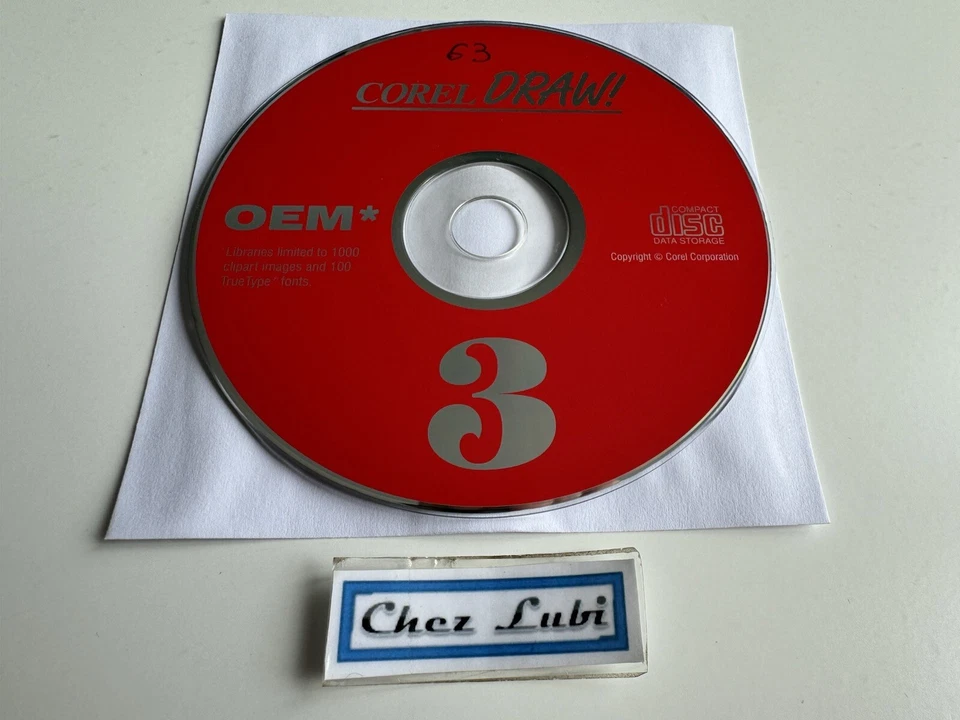 63
COREL DRAW!
OEM*
*Libraries limited to 1000
clipart images and 100
TrueType™ fonts.
COMPACT
disc
DATA STORAGE
Copyright © Corel Corporation
3
Chez Lubi